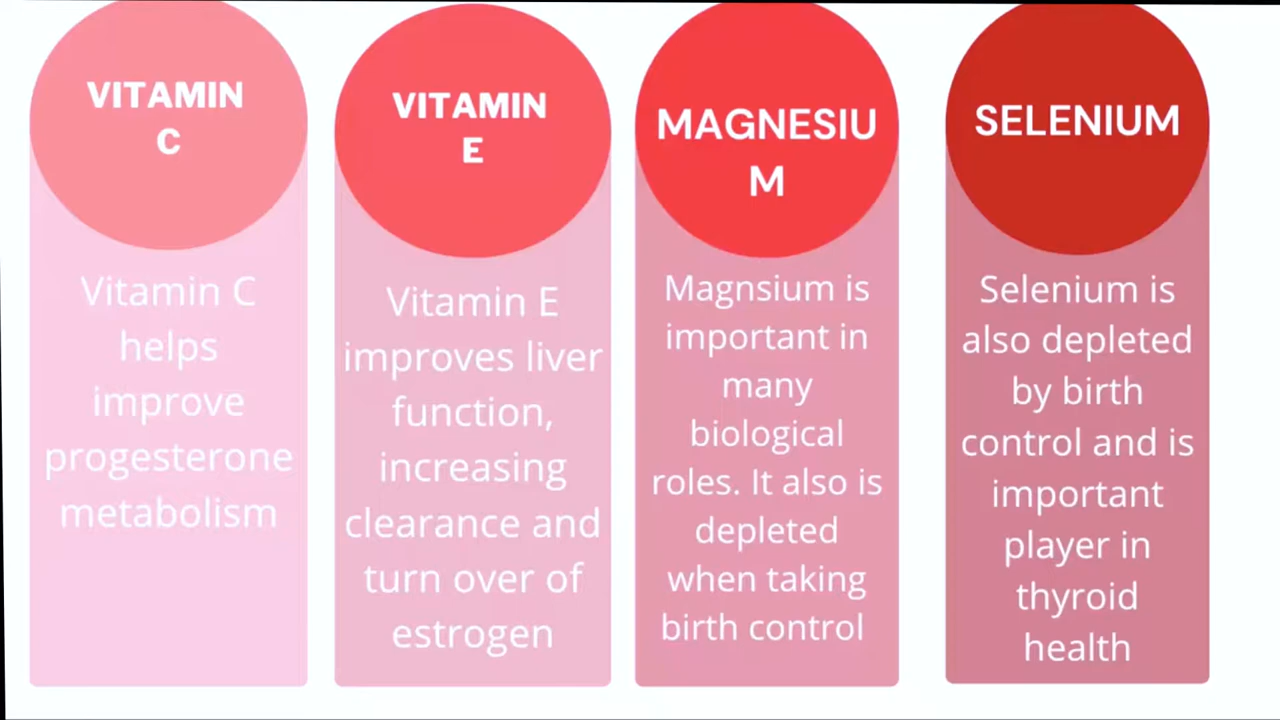 VITAMIN
C
Vitamin C
helps
improve
progesterone
metabolism
VITAMIN
E
Vitamin E
improves liver
function,
increasing
clearance and
turn over of
estrogen
MAGNESIU
M
Magnsium is
important in
many
biological
roles. It also is
depleted
when taking
birth control
SELENIUM
Selenium is
also depleted
by birth
control and is
important
player in
thyroid
health